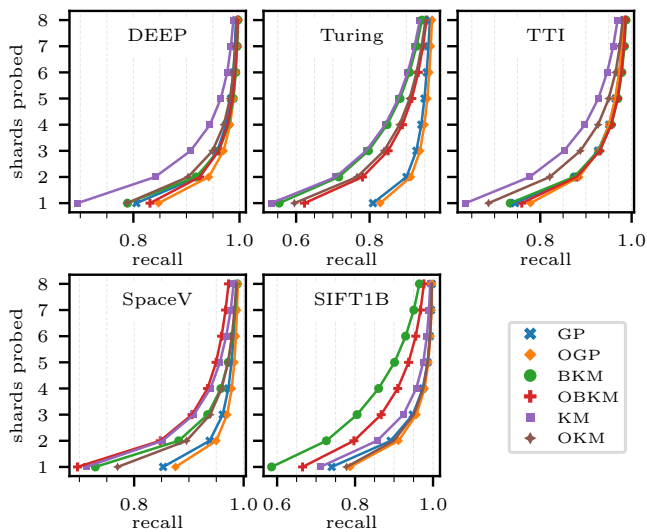 DEEP
Turing
TTI
shards probed
8
7
6
5
4
3
2
1
0.8 1.0
0.6 0.8
0.8 1.0
recall recall recall
SpaceV
SIFT1B
shards probed
8
7
6
5
4
3
2
1
0.8 1.0
0.6 0.8 1.0
recall recall
GP
OGP
BKM
OBKM
KM
OKM